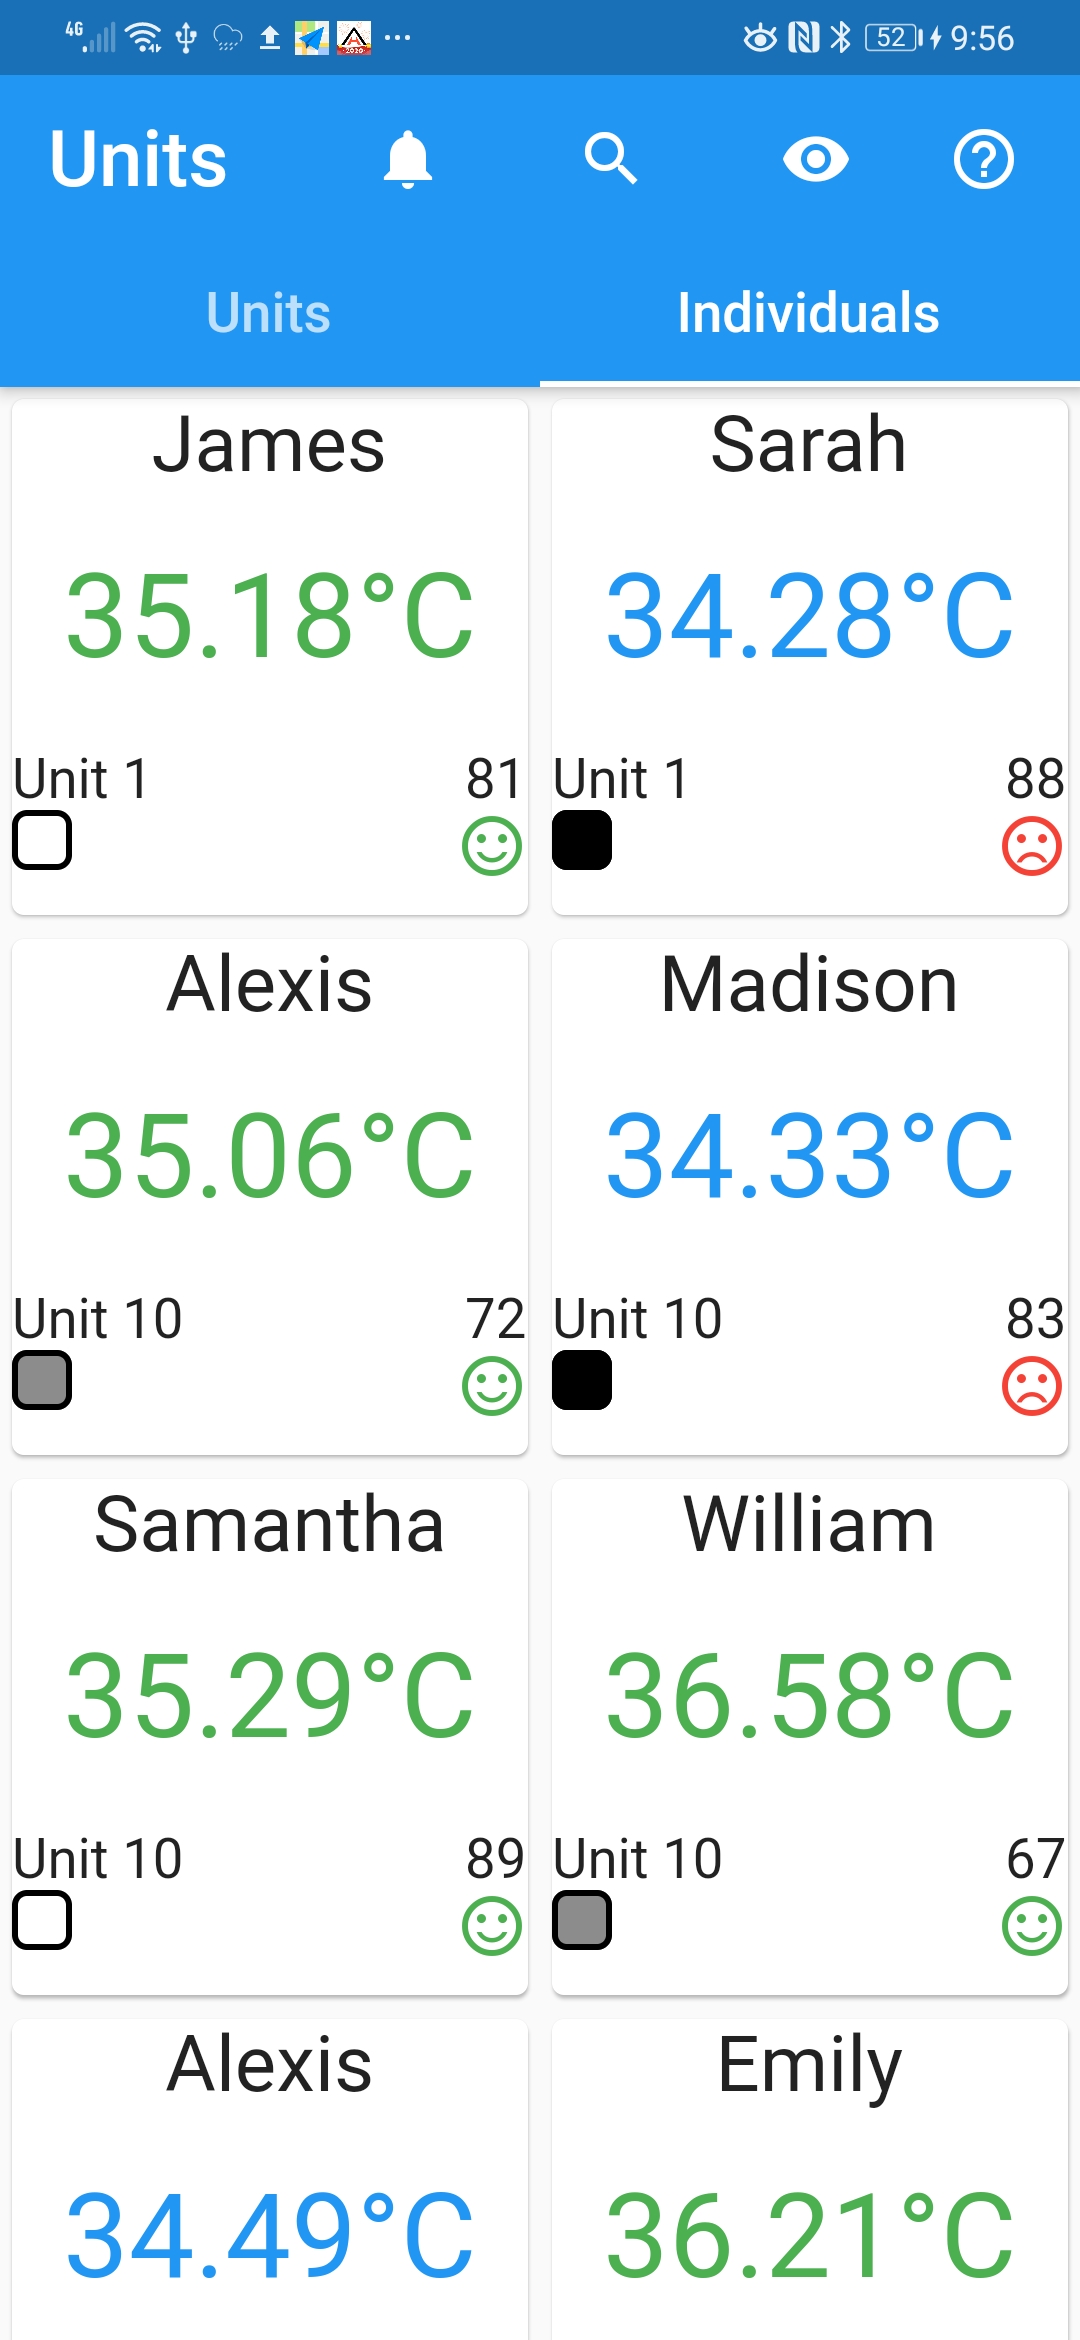 4G 52 9:56
Units
Units Individuals
James Sarah
35.18°C 34.28°C
Unit 1 81 Unit 1 88
Alexis Madison
35.06°C 34.33°C
Unit 10 72 Unit 10 83
Samantha William
35.29°C 36.58°C
Unit 10 89 Unit 10 67
Alexis Emily
34.49°C 36.21°C